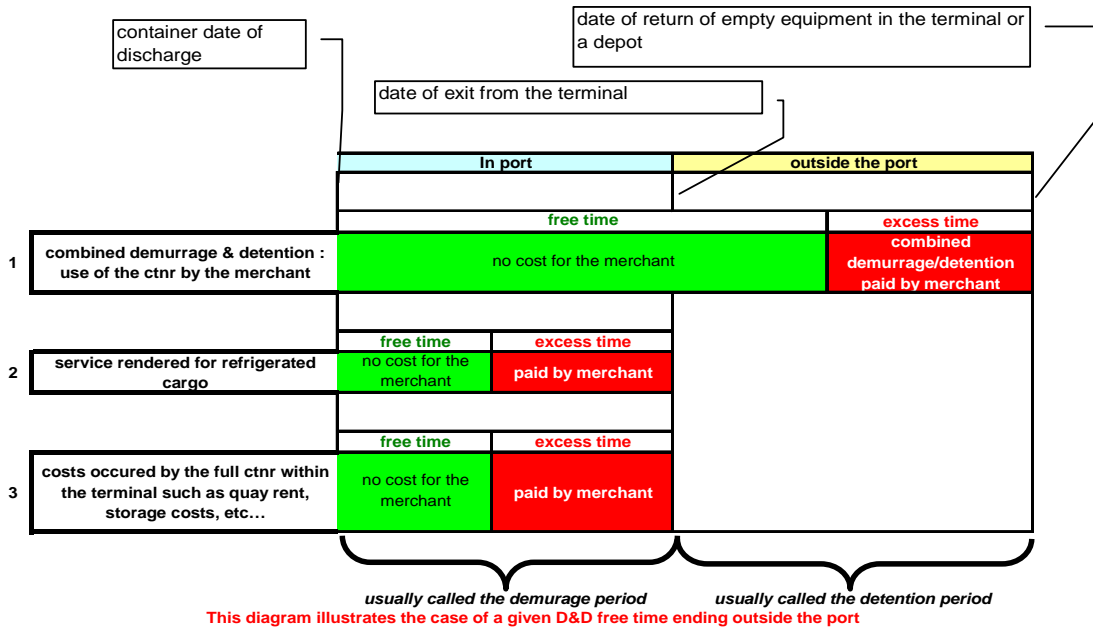 container date of
discharge
date of return of empty equipment in the terminal or
a depot
date of exit from the terminal
In port
outside the port
free time
excess time
1
combined demurrage & detention :
use of the ctnr by the merchant
no cost for the merchant
combined
demurrage/detention
paid by merchant
free time
excess time
2
service rendered for refrigerated
cargo
no cost for the
merchant
paid by merchant
free time
excess time
3
costs occured by the full ctnr within
the terminal such as quay rent,
storage costs, etc...
no cost for the
merchant
paid by merchant
usually called the demurage period
usually called the detention period
This diagram illustrates the case of a given D&D free time ending outside the port